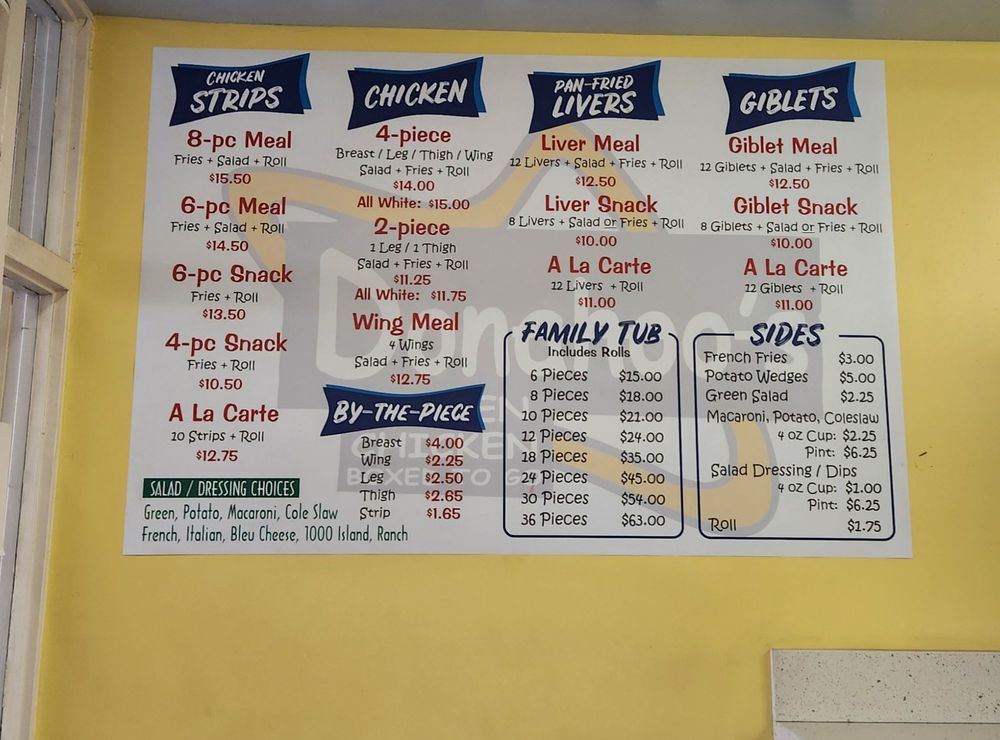 CHICKEN
STRIPS
8-pc Meal
Fries + Salad + Roll
$15.50
6-pc Meal
Fries + Salad + Roll
$14.50
6-pc Snack
Fries + Roll
$13.50
4-pc Snack
Fries + Roll
$10.50
A La Carte
10 Strips + Roll
$12.75
SALAD / DRESSING CHOICES
Green, Potato, Macaroni, Cole Slaw
French, Italian, Bleu Cheese, 1000 Island, Ranch
CHICKEN
4-piece
Breast / Leg / Thigh / Wing
Salad + Fries + Roll
$14.00
All White: $15.00
2-piece
1 Leg / 1 Thigh
Salad + Fries + Roll
$11.25
All White: $11.75
Wing Meal
4 Wings
Salad + Fries + Roll
$12.75
BY-THE-PIECE
Breast $4.00
Wing $2.25
Leg $2.50
Thigh $2.65
Strip $1.65
PAN-FRIED
LIVERS
Liver Meal
12 Livers + Salad + Fries + Roll
$12.50
Liver Snack
8 Livers + Salad or Fries + Roll
$10.00
A La Carte
12 Livers + Roll
$11.00
GIBLETS
Giblet Meal
12 Giblets + Salad + Fries + Roll
$12.50
Giblet Snack
8 Giblets + Salad or Fries + Roll
$10.00
A La Carte
12 Giblets + Roll
$11.00
FAMILY TUB
Includes Rolls
6 Pieces $15.00
8 Pieces $18.00
10 Pieces $21.00
12 Pieces $24.00
18 Pieces $35.00
24 Pieces $45.00
30 Pieces $54.00
36 Pieces $63.00
SIDES
French Fries $3.00
Potato Wedges $5.00
Green Salad $2.25
Macaroni, Potato, Coleslaw
4 oz Cup: $2.25
Pint: $6.25
Salad Dressing / Dips
4 oz Cup: $1.00
Pint: $6.25
Roll $1.75
Donahoo's
CHICKEN